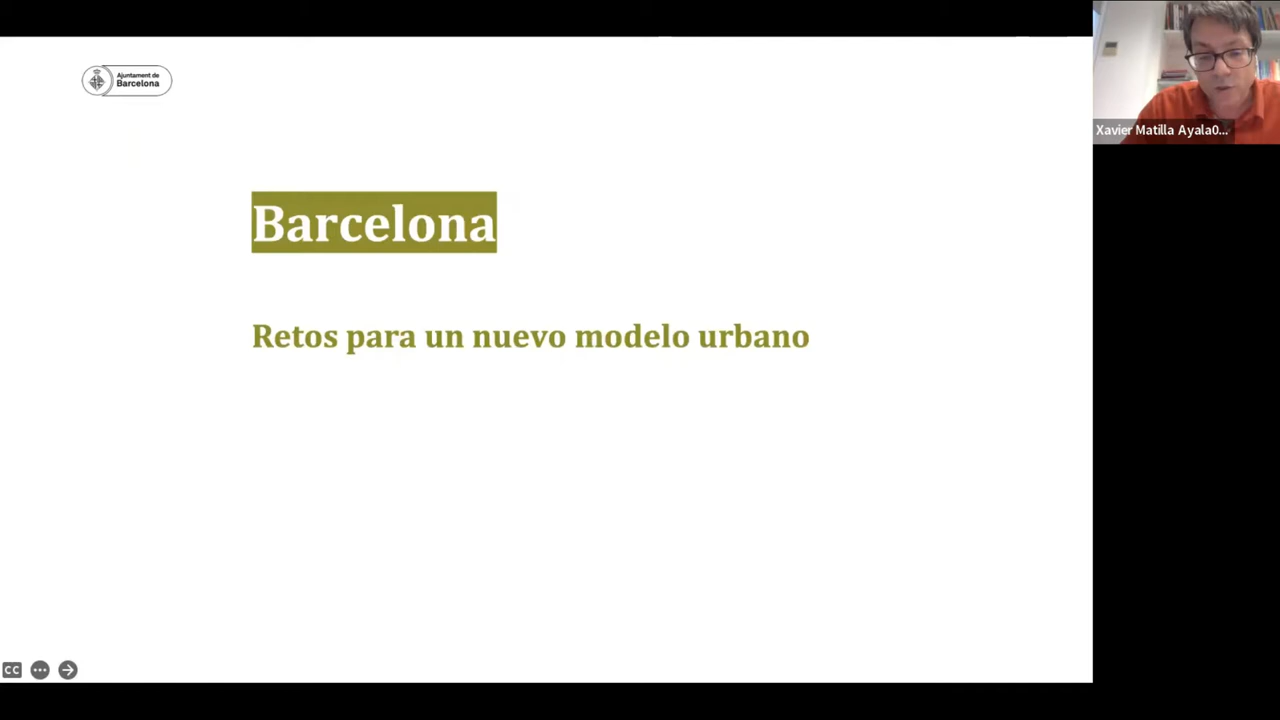 Ajuntament de
Barcelona
Barcelona
Retos para un nuevo modelo urbano
Xavier Matilla Ayala0...
CC